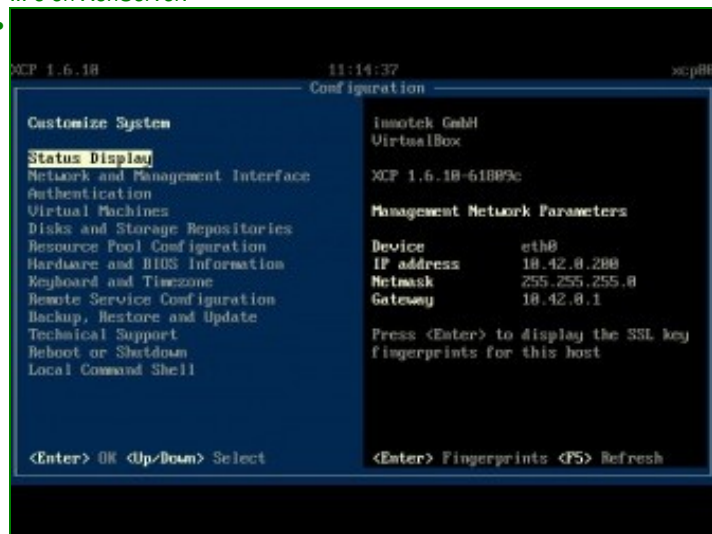 XCP 1.6.10 11:14:37 xcp00
Configuration
Customize System
Status Display
Network and Management Interface
Authentication
Virtual Machines
Disks and Storage Repositories
Resource Pool Configuration
Hardware and BIOS Information
Keyboard and Timezone
Remote Service Configuration
Backup, Restore and Update
Technical Support
Reboot or Shutdown
Local Command Shell
<Enter> OK <Up/Down> Select
innotek GmbH
VirtualBox
XCP 1.6.10-61809c
Management Network Parameters
Device eth0
IP address 10.42.0.200
Netmask 255.255.255.0
Gateway 10.42.0.1
Press <Enter> to display the SSL key
fingerprints for this host
<Enter> Fingerprints <F5> Refresh